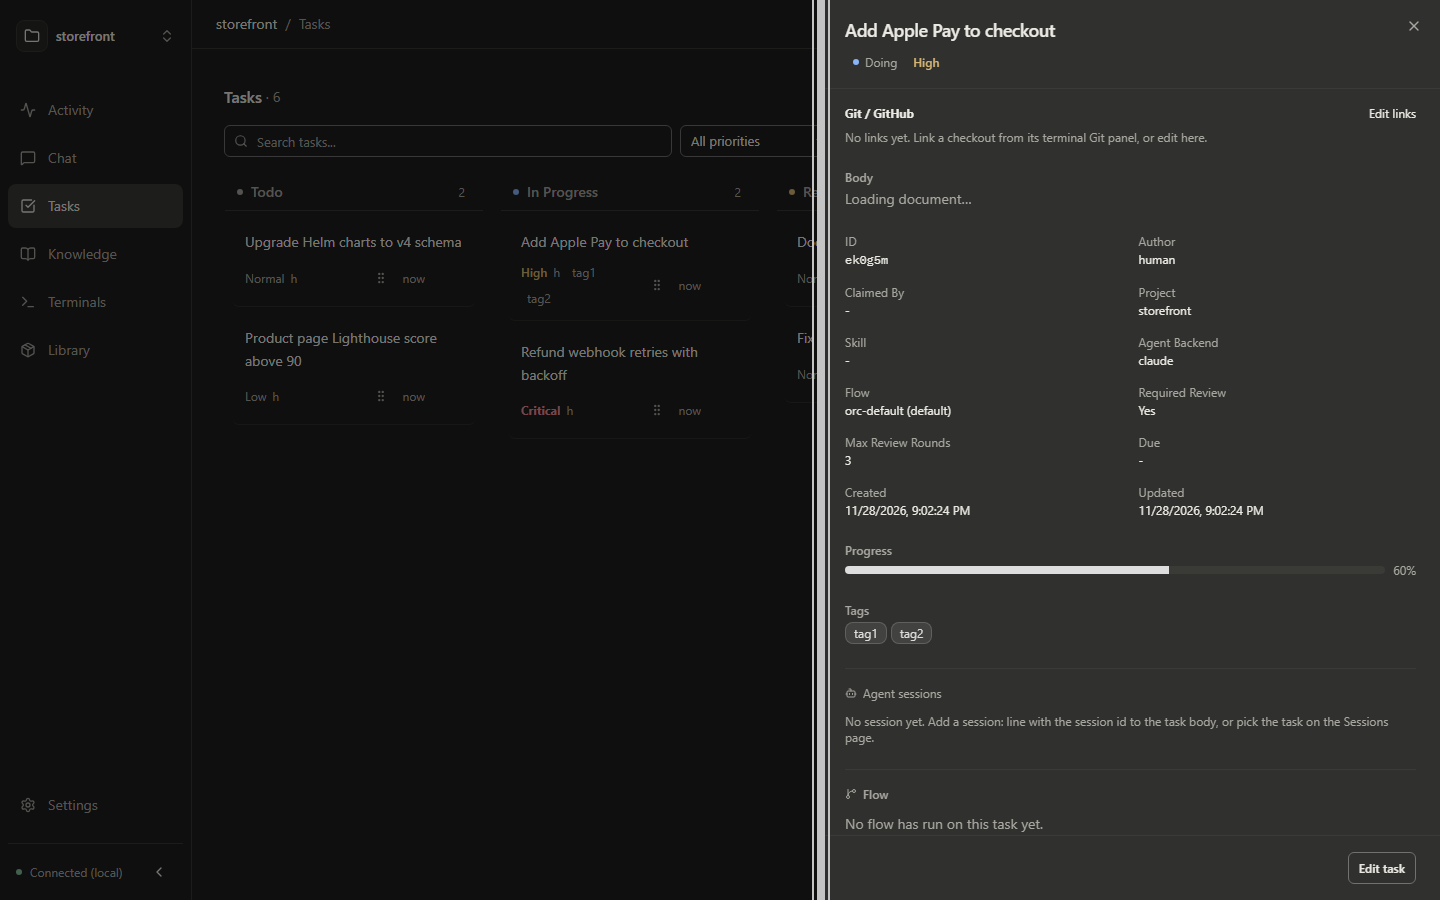 storefront
Activity
Chat
Tasks
Knowledge
Terminals
Library
Settings
Connected (local)
storefront / Tasks
Tasks · 6
Search tasks...
All priorities
Todo 2
Upgrade Helm charts to v4 schema
Normal h now
Product page Lighthouse score
above 90
Low h now
In Progress 2
Add Apple Pay to checkout
High h tag1 now
tag2
Refund webhook retries with
backoff
Critical h now
Add Apple Pay to checkout
Doing High
Git / GitHub Edit links
No links yet. Link a checkout from its terminal Git panel, or edit here.
Body
Loading document...
ID Author
ek0g5m human
Claimed By Project
- storefront
Skill Agent Backend
- claude
Flow Required Review
orc-default (default) Yes
Max Review Rounds Due
3 -
Created Updated
11/28/2026, 9:02:24 PM 11/28/2026, 9:02:24 PM
Progress
60%
Tags
tag1 tag2
Agent sessions
No session yet. Add a session: line with the session id to the task body, or pick the task on the Sessions
page.
Flow
No flow has run on this task yet.
Edit task